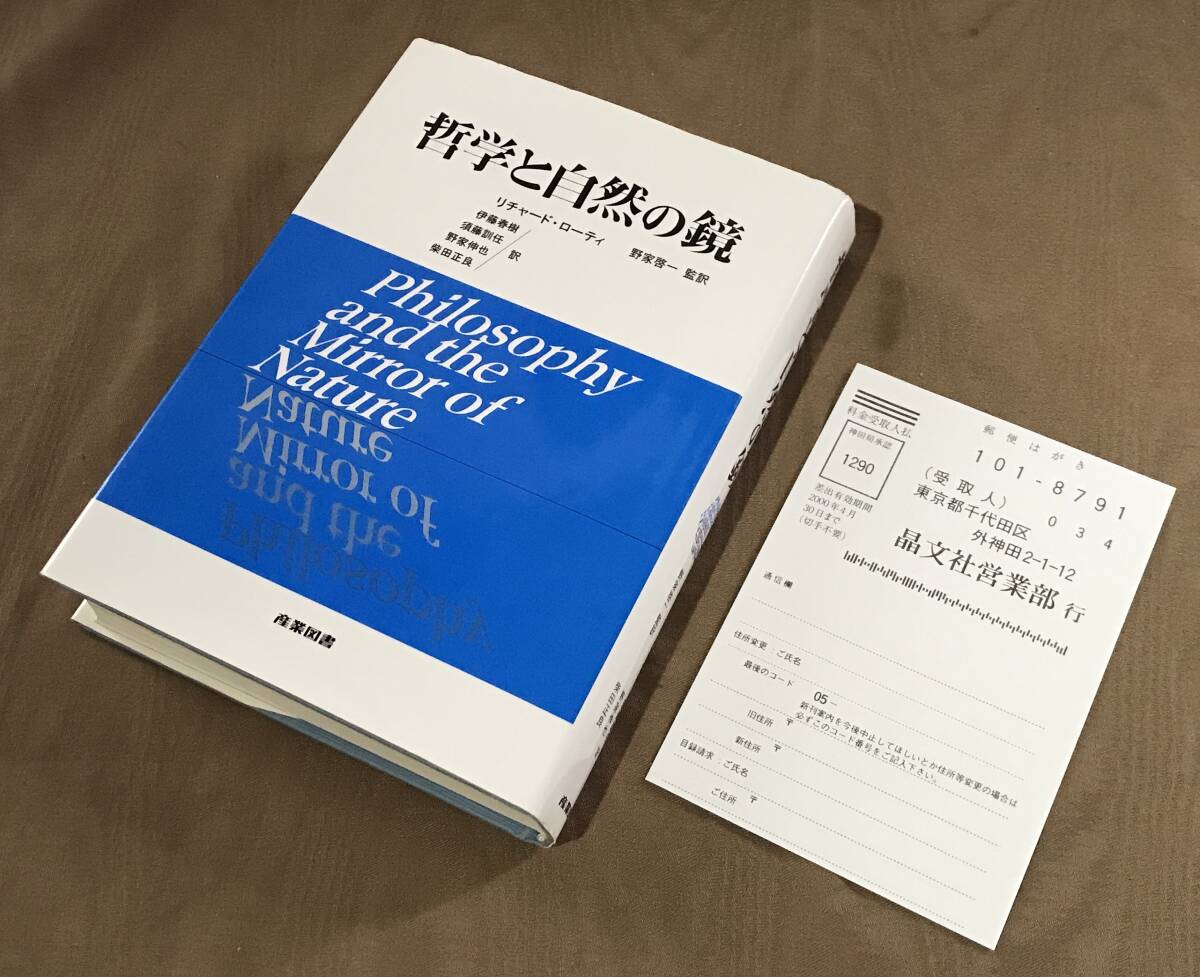 哲学と自然の鏡
リチャード・ローティ
野家啓一 監訳
伊藤春樹
須藤訓任
野家伸也
柴田正良
訳
Philosophy
and the
Mirror of
Nature
Nature
Mirror of
and the
Philosophy
産業図書
料金受取人払
神田局承認
1290
差出有効期間
2000年4月
30日まで
(切手不要)
郵便はがき
101-8791
034
(受取人)
東京都千代田区
外神田2-1-12
晶文社営業部 行
通信欄
住所変更：ご氏名
最後のコード 05-
新刊案内を今後中止してほしいとか住所等変更の場合は
必ずこのコード番号をご記入下さい。
旧住所 〒
新住所 〒
目録請求：ご氏名
ご住所 〒